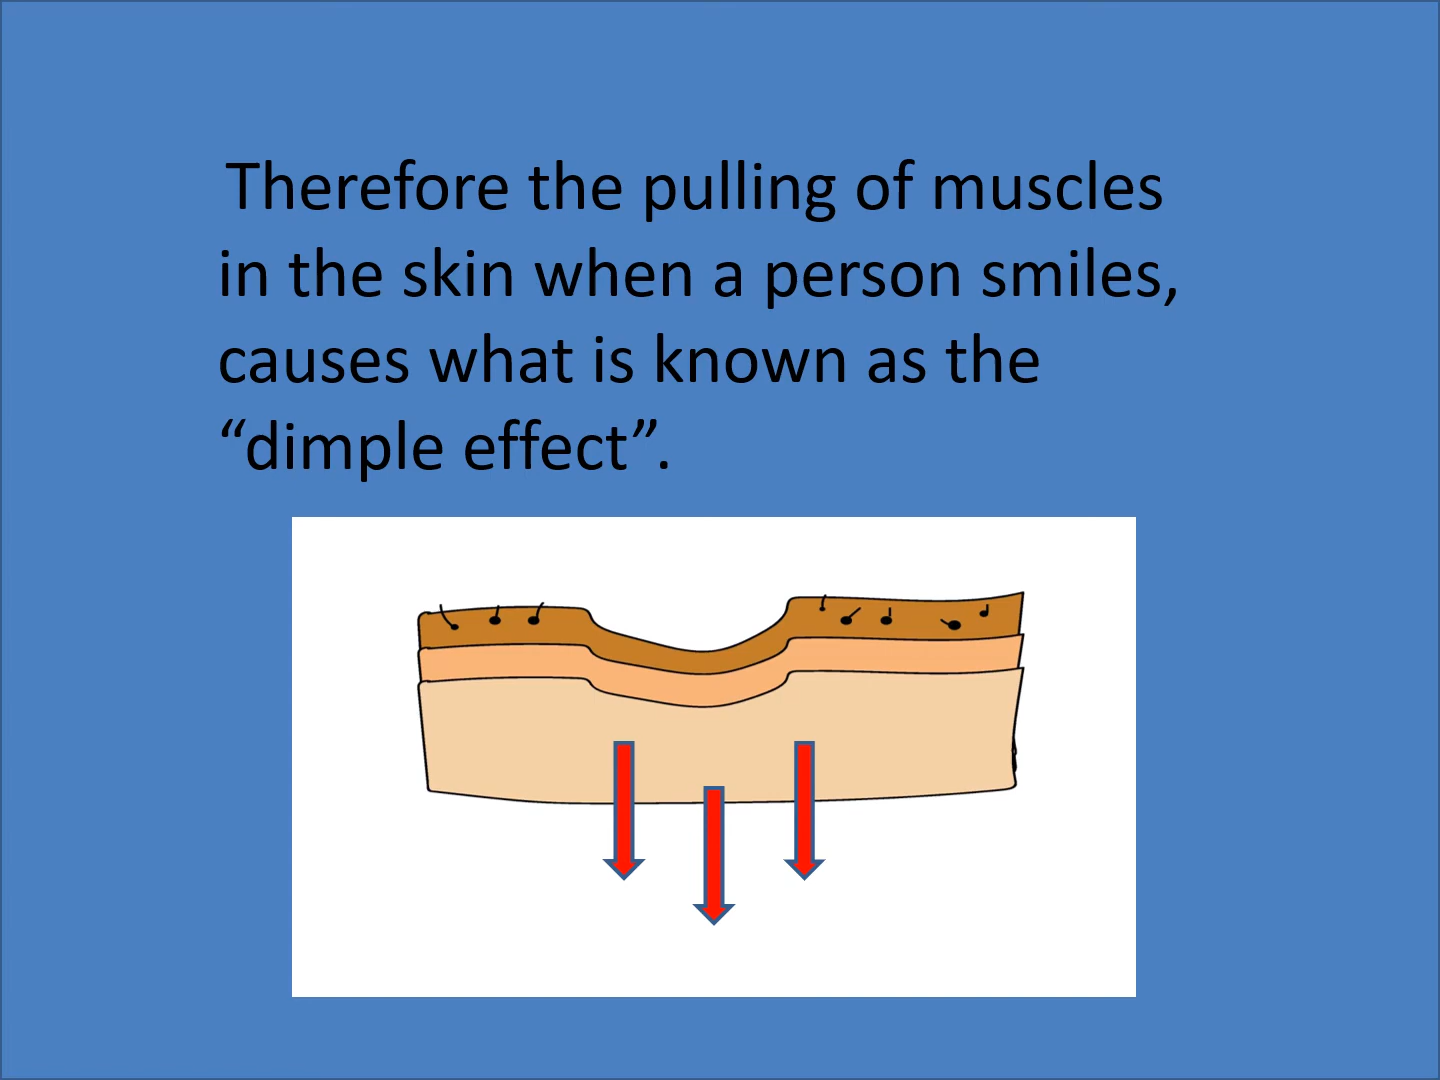 Therefore the pulling of muscles
in the skin when a person smiles,
causes what is known as the
“dimple effect”.